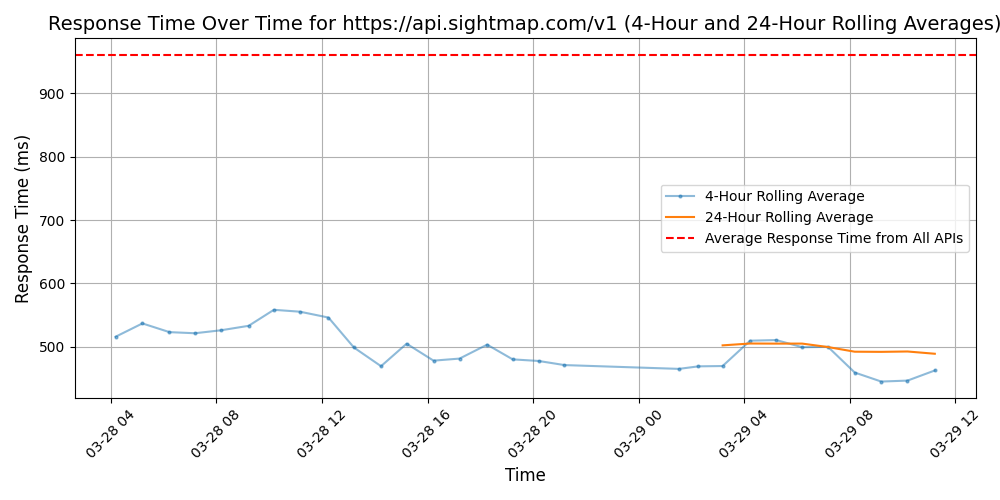 Response Time Over Time for https://api.sightmap.com/v1 (4-Hour and 24-Hour Rolling Averages)
Response Time (ms)
900
800
700
600
500
4-Hour Rolling Average
24-Hour Rolling Average
Average Response Time from All APIs
03-28 04
03-28 08
03-28 12
03-28 16
03-28 20
03-29 00
03-29 04
03-29 08
03-29 12
Time